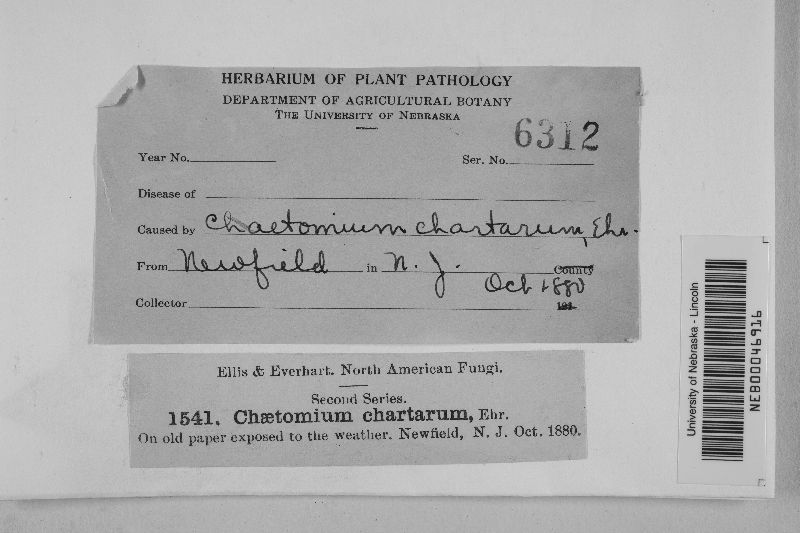 HERBARIUM OF PLANT PATHOLOGY
DEPARTMENT OF AGRICULTURAL BOTANY
THE UNIVERSITY OF NEBRASKA
6312
Year No. Ser. No.
Disease of
Caused by Chaetomium chartarum, Ehr.
From Newfield in N. J. County
Oct 1880
Collector 191
Ellis & Everhart. North American Fungi.
Second Series.
1541. Chætomium chartarum, Ehr.
On old paper exposed to the weather. Newfield, N. J. Oct. 1880.
University of Nebraska - Lincoln
NEB00046916